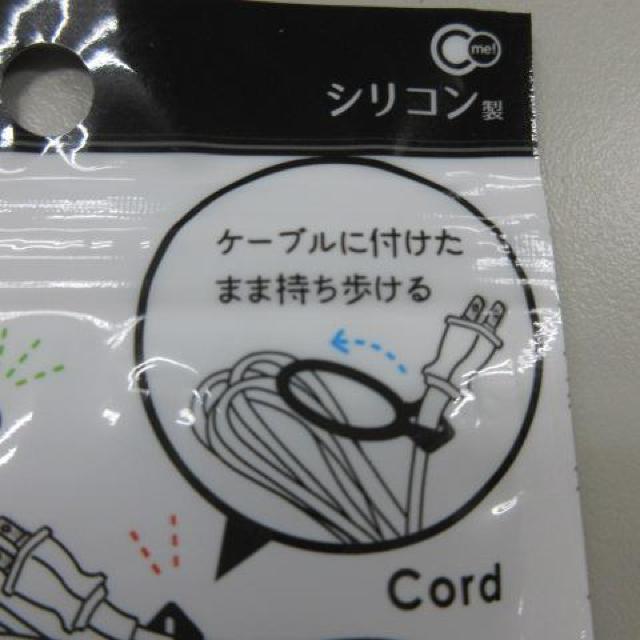 me!
シリコン製
ケーブルに付けた
まま持ち歩ける
Cord